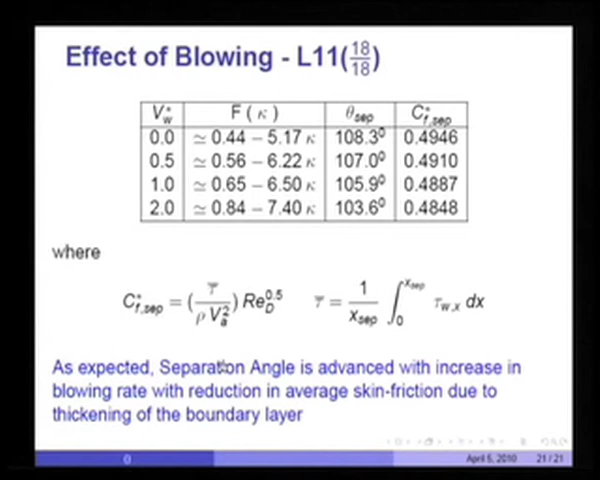 Effect of Blowing - L11(18/18)
V*w F ( κ ) θsep C*f,sep
0.0 ≃ 0.44 − 5.17 κ 108.3⁰ 0.4946
0.5 ≃ 0.56 − 6.22 κ 107.0⁰ 0.4910
1.0 ≃ 0.65 − 6.50 κ 105.9⁰ 0.4887
2.0 ≃ 0.84 − 7.40 κ 103.6⁰ 0.4848
where
C*f,sep = (τ̅ / ρ V²a) Re_D^0.5 τ̅ = 1/xsep ∫₀^xsep τw,x dx
As expected, Separation Angle is advanced with increase in
blowing rate with reduction in average skin-friction due to
thickening of the boundary layer
() April 5, 2010 21 / 21